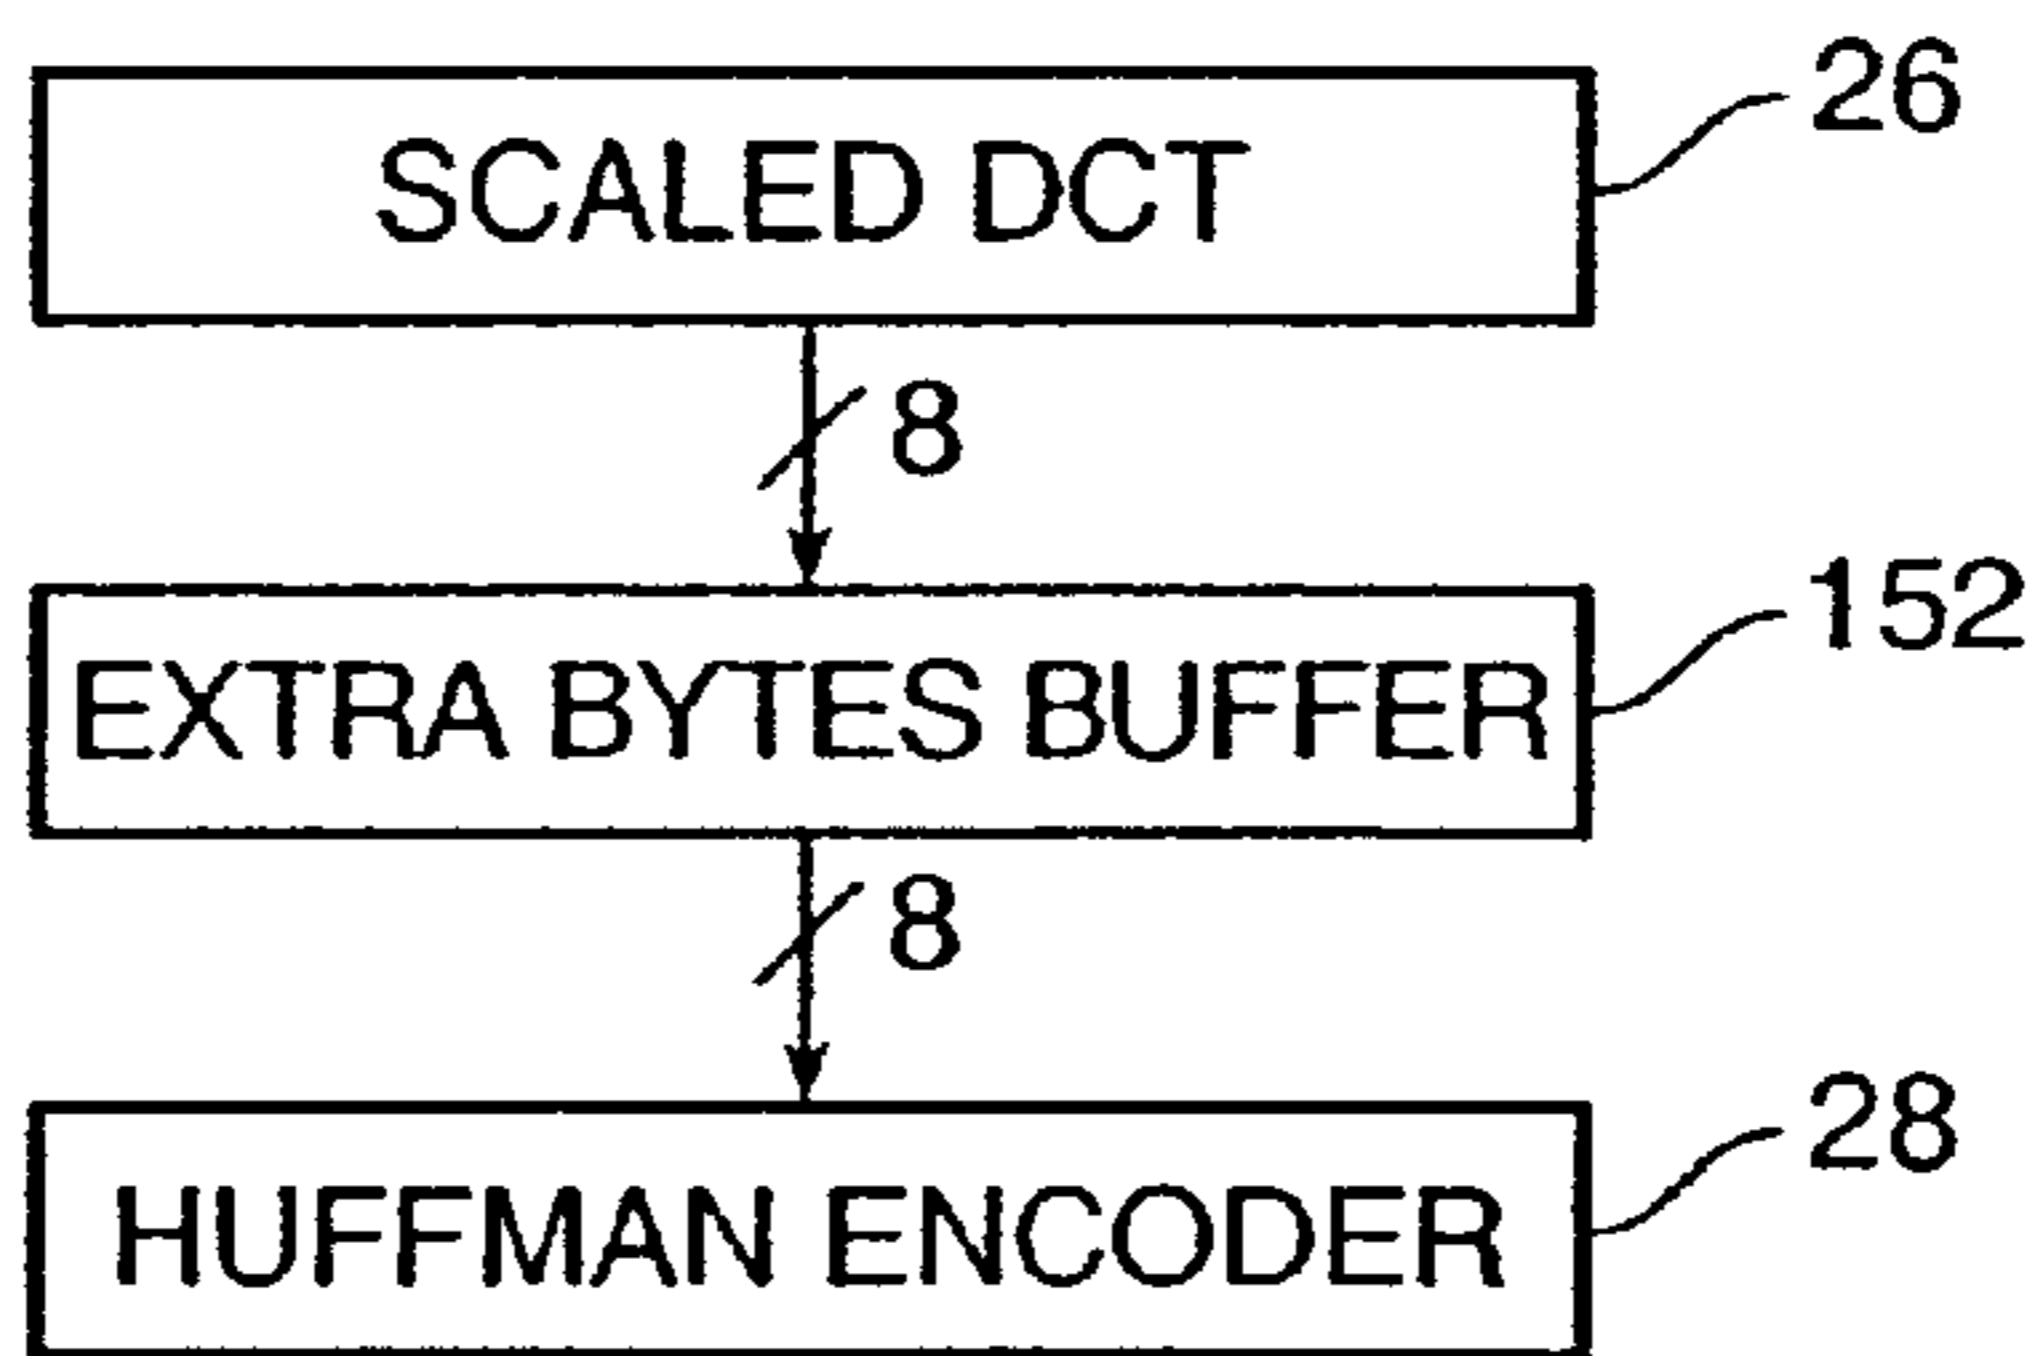 26
SCALED DCT
8
152
EXTRA BYTES BUFFER
8
28
HUFFMAN ENCODER